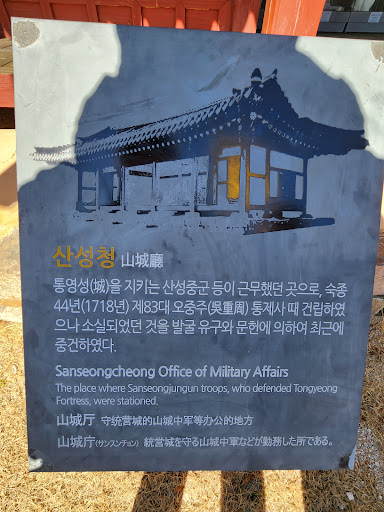 산성청 山城廳
통영성(城)을 지키는 산성중군 등이 근무했던 곳으로, 숙종
44년(1718년) 제83대 오중주(吳重周) 통제사 때 건립하였
으나 소실되었던 것을 발굴 유구와 문헌에 의하여 최근에
중건하였다.
Sanseongcheong Office of Military Affairs
The place where Sanseongjungun troops, who defended Tongyeong
Fortress, were stationed.
山城厅 守统营城的山城中军等办公的地方
山城庁(サンスンチョン) 統営城を守る山城中軍などが勤務した所である。